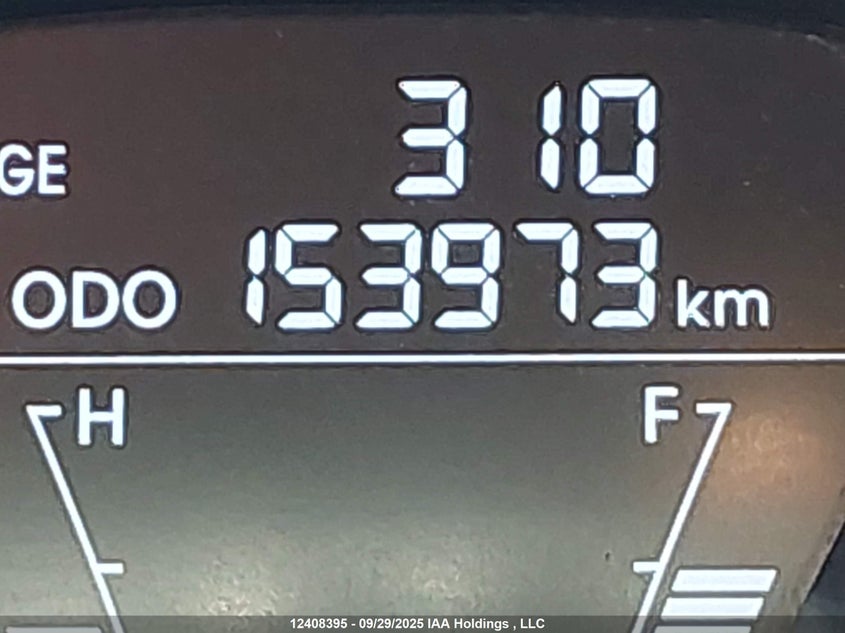 GE 310
ODO 153973 km
H F
12408395 - 09/29/2025 IAA Holdings , LLC